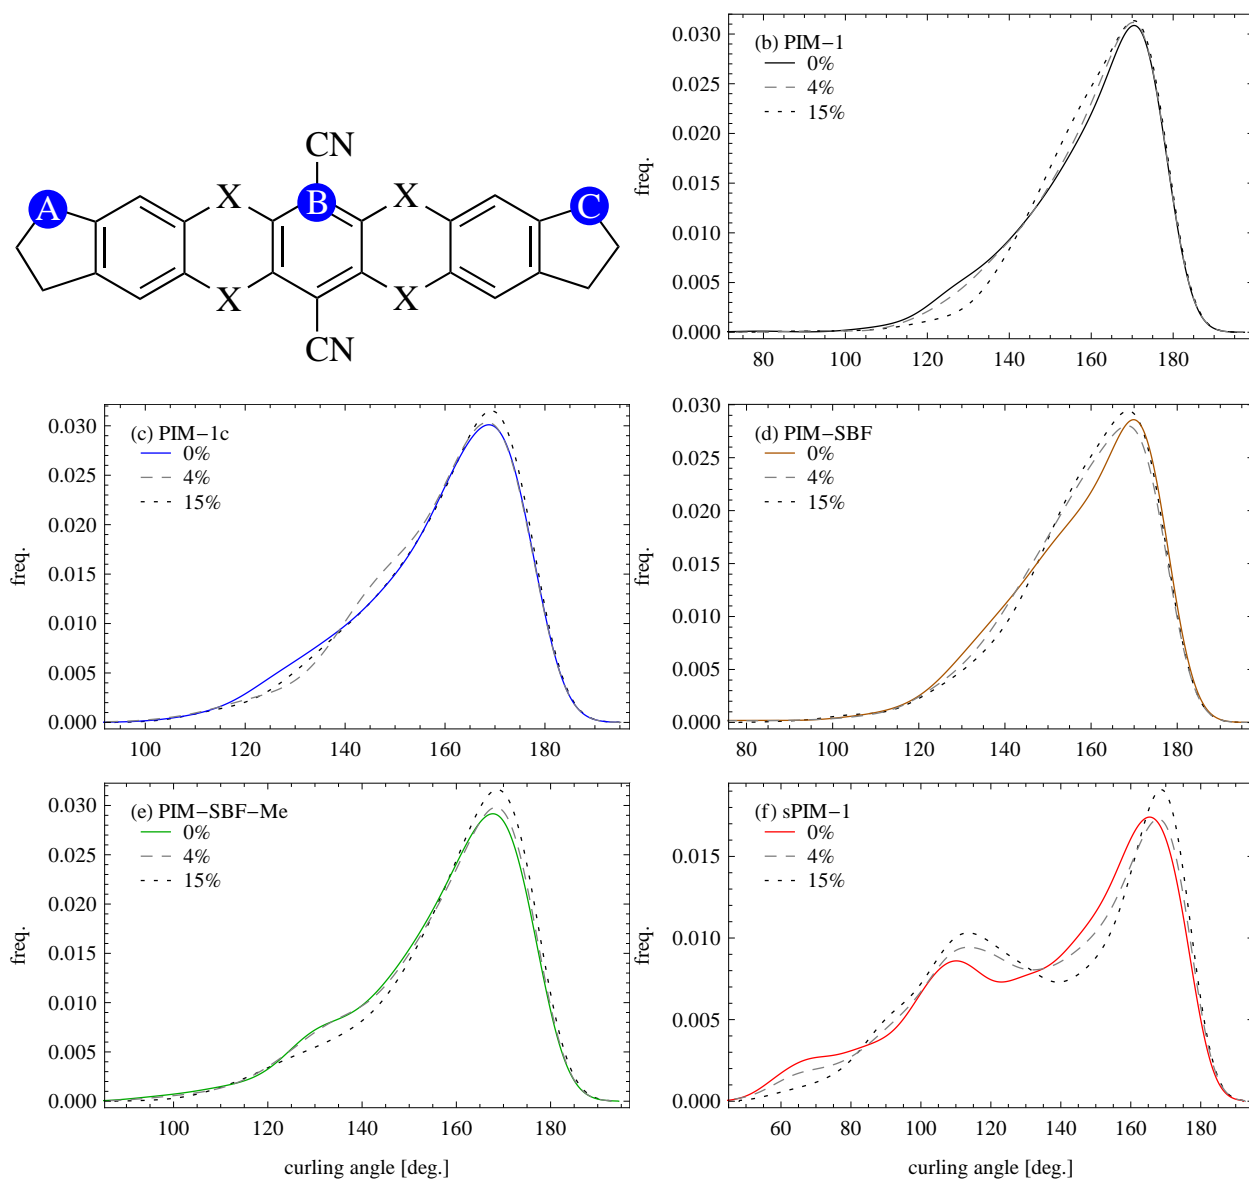 CN
A
X
B
X
C
X
X
CN
(b) PIM−1
0%
4%
15%
0.030
0.025
0.020
0.015
0.010
0.005
0.000
freq.
80 100 120 140 160 180
(c) PIM−1c
0%
4%
15%
0.030
0.025
0.020
0.015
0.010
0.005
0.000
freq.
100 120 140 160 180
(d) PIM−SBF
0%
4%
15%
0.030
0.025
0.020
0.015
0.010
0.005
0.000
freq.
80 100 120 140 160 180
(e) PIM−SBF−Me
0%
4%
15%
0.030
0.025
0.020
0.015
0.010
0.005
0.000
freq.
100 120 140 160 180
curling angle [deg.]
(f) sPIM−1
0%
4%
15%
0.015
0.010
0.005
0.000
freq.
60 80 100 120 140 160 180
curling angle [deg.]